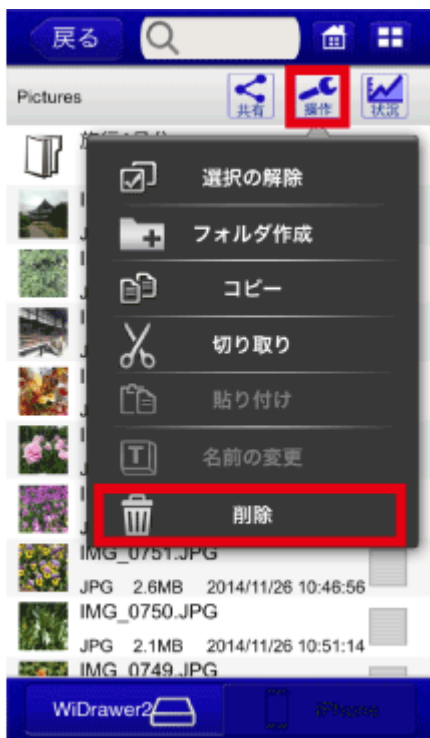 戻る
Pictures
共有
操作
状況
選択の解除
フォルダ作成
コピー
切り取り
貼り付け
名前の変更
削除
IMG_0751.JPG
JPG 2.6MB 2014/11/26 10:46:56
IMG_0750.JPG
JPG 2.1MB 2014/11/26 10:51:14
IMG_0749.JPG
WiDrawer2
iPhone